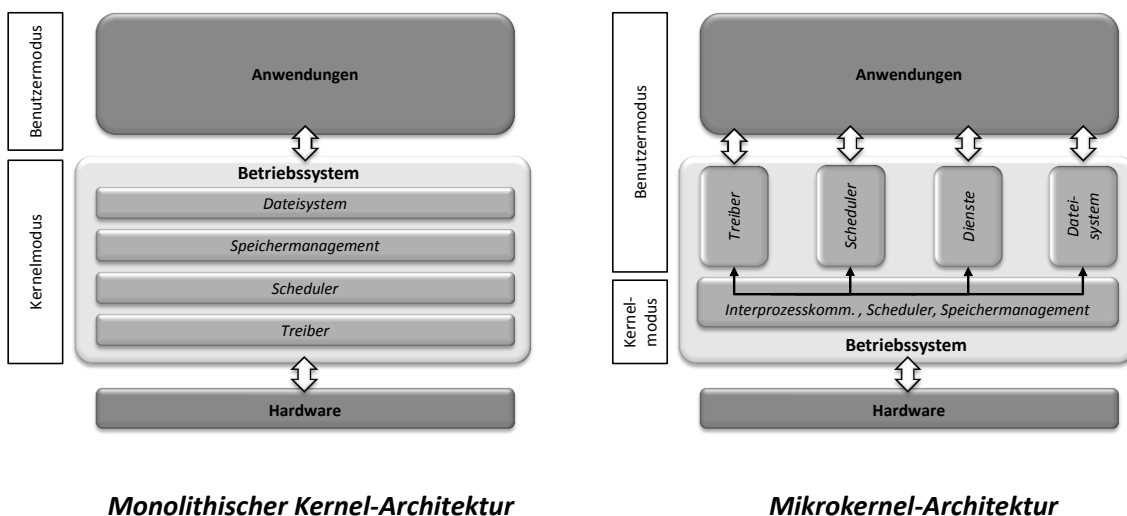 Benutzermodus
Anwendungen
Kernelmodus
Betriebssystem
Dateisystem
Speichermanagement
Scheduler
Treiber
Hardware
Monolithischer Kernel-Architektur
Benutzermodus
Anwendungen
Treiber
Scheduler
Dienste
Datei-
system
Kernel-
modus
Interprozesskomm. , Scheduler, Speichermanagement
Betriebssystem
Hardware
Mikrokernel-Architektur